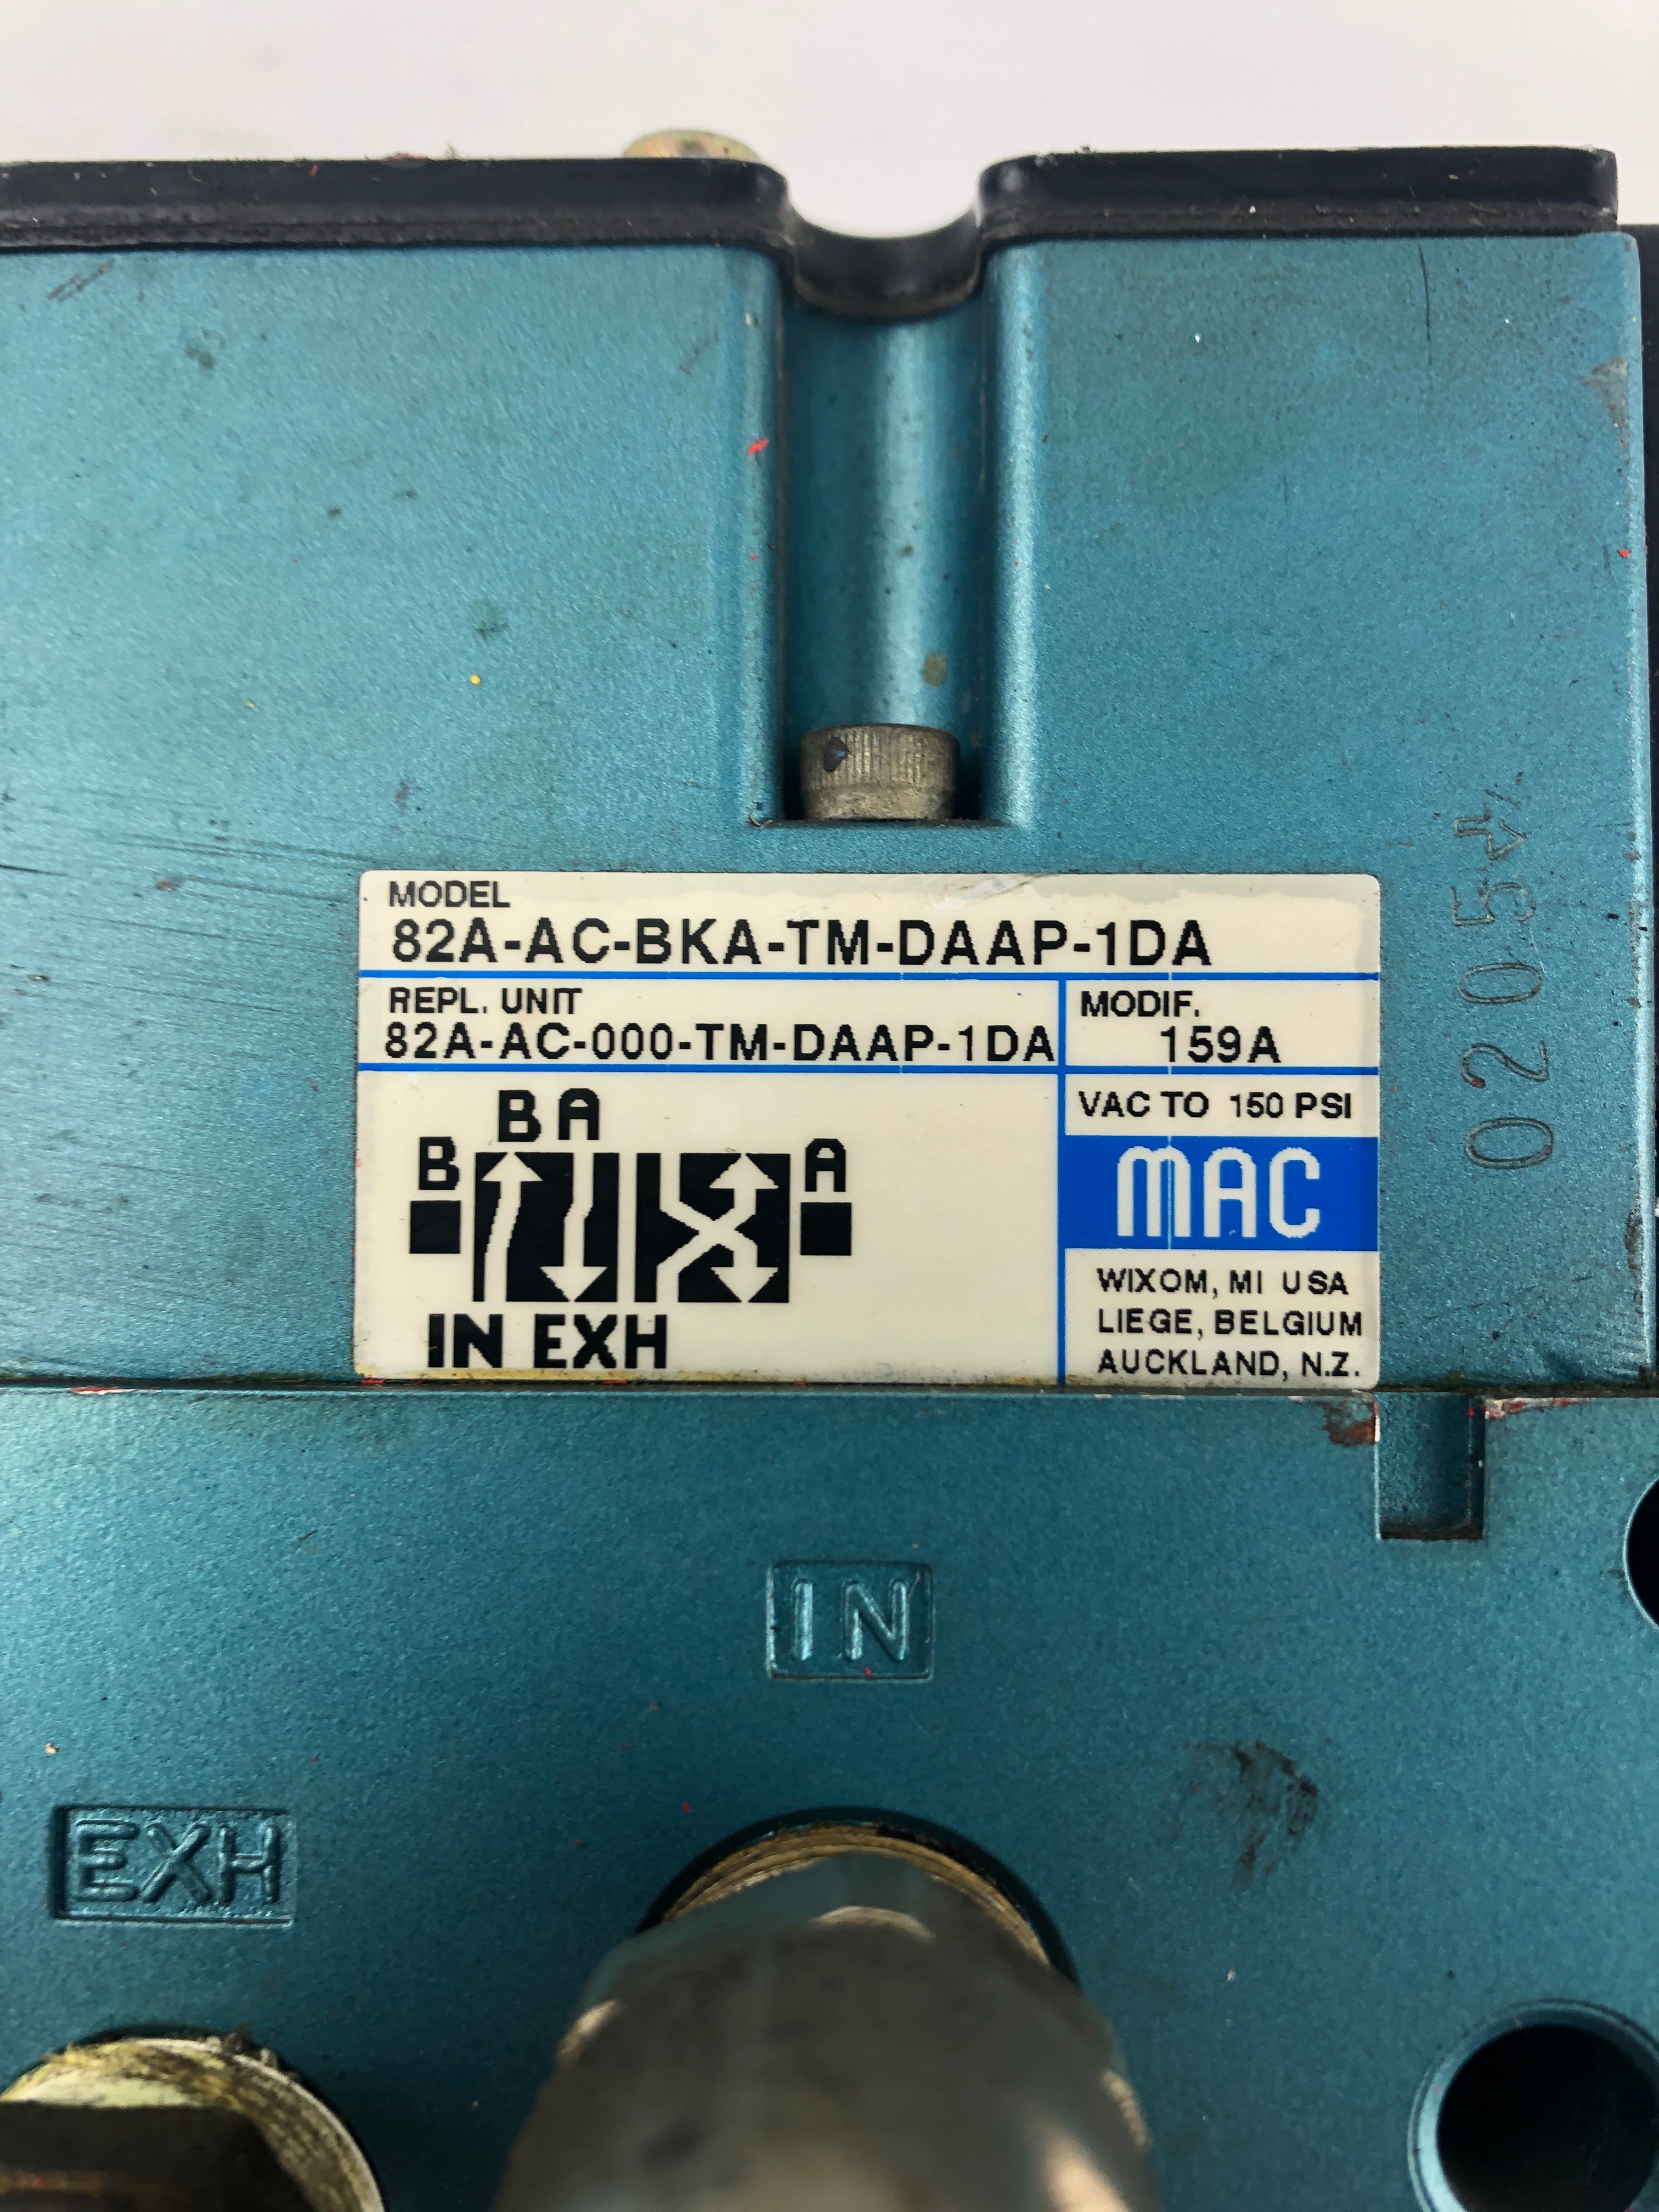 MODEL
82A-AC-BKA-TM-DAAP-1DA
REPL. UNIT
82A-AC-000-TM-DAAP-1DA
MODIF.
159A
B A
B
A
IN EXH
VAC TO 150 PSI
MAC
WIXOM, MI USA
LIEGE, BELGIUM
AUCKLAND, N.Z.
IN
EXH